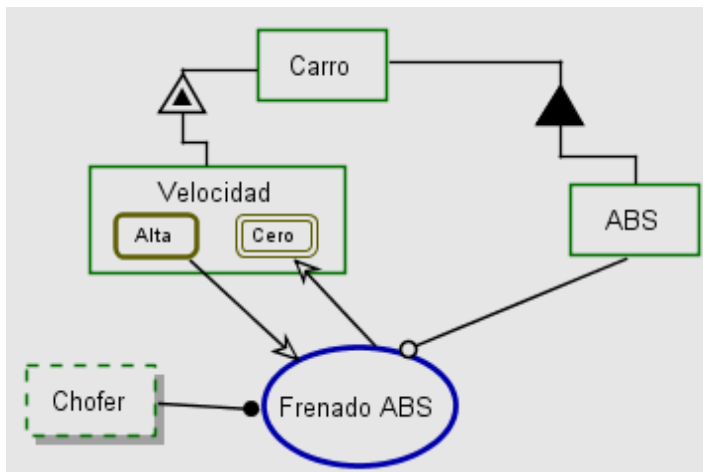 Carro
Velocidad
Alta
Cero
ABS
Chofer
Frenado ABS